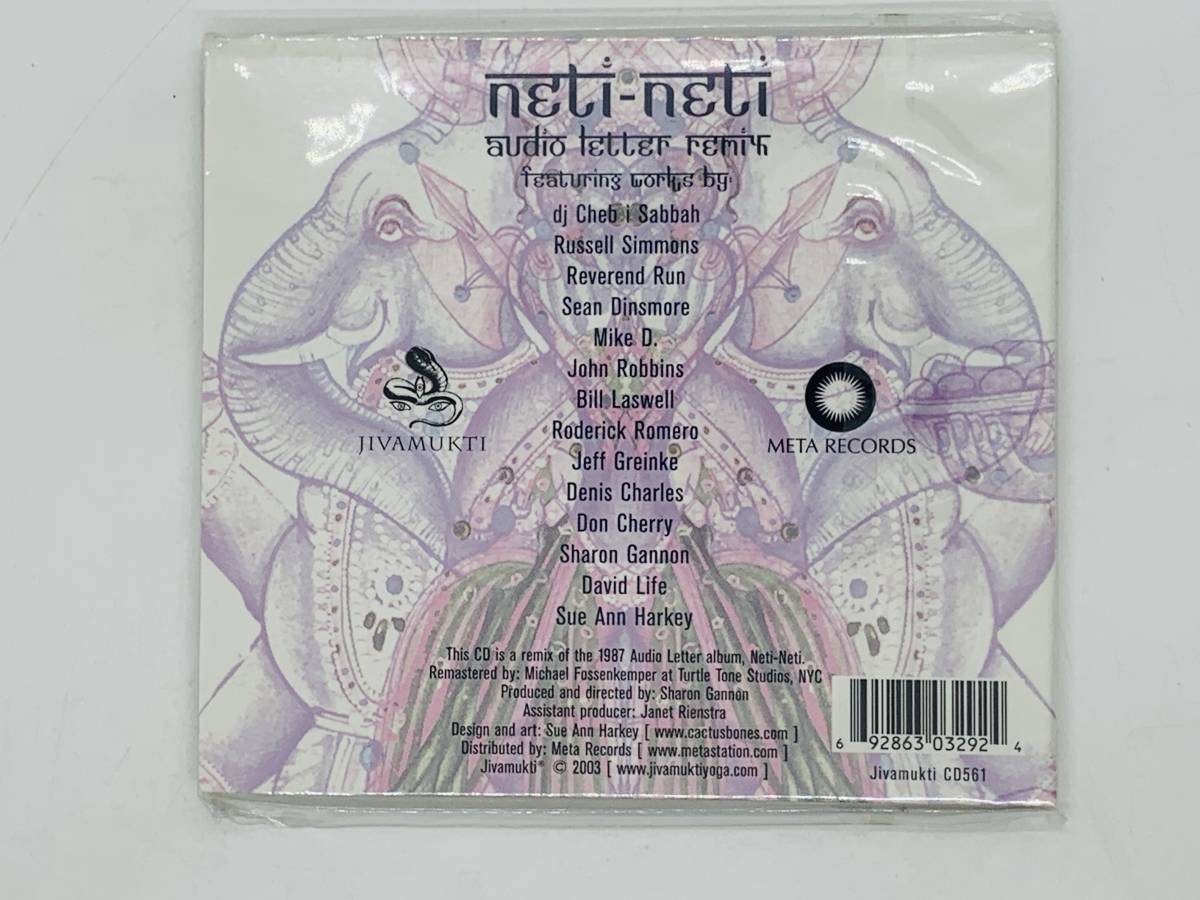 neti-neti
audio letter remix
featuring works by:
dj Cheb i Sabbah
Russell Simmons
Reverend Run
Sean Dinsmore
Mike D.
John Robbins
Bill Laswell
Roderick Romero
Jeff Greinke
Denis Charles
Don Cherry
Sharon Gannon
David Life
Sue Ann Harkey
JIVAMUKTI
META RECORDS
This CD is a remix of the 1987 Audio Letter album, Neti-Neti.
Remastered by: Michael Fossenkemper at Turtle Tone Studios, NYC
Produced and directed by: Sharon Gannon
Assistant producer: Janet Rienstra
Design and art: Sue Ann Harkey [ www.cactusbones.com ]
Distributed by: Meta Records [ www.metastation.com ]
Jivamukti® © 2003 [ www.jivamuktiyoga.com ]
6 92863 03292 4
Jivamukti CD561